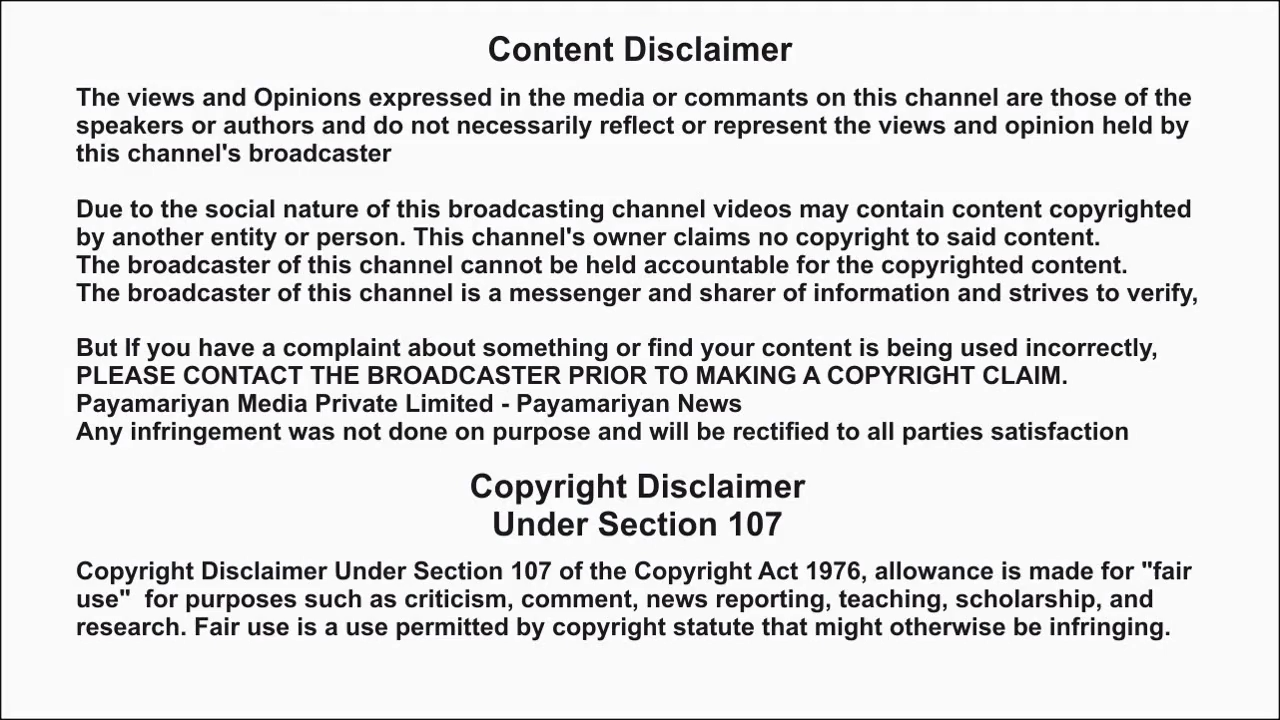 Content Disclaimer
The views and Opinions expressed in the media or commants on this channel are those of the
speakers or authors and do not necessarily reflect or represent the views and opinion held by
this channel's broadcaster
Due to the social nature of this broadcasting channel videos may contain content copyrighted
by another entity or person. This channel's owner claims no copyright to said content.
The broadcaster of this channel cannot be held accountable for the copyrighted content.
The broadcaster of this channel is a messenger and sharer of information and strives to verify,
But If you have a complaint about something or find your content is being used incorrectly,
PLEASE CONTACT THE BROADCASTER PRIOR TO MAKING A COPYRIGHT CLAIM.
Payamariyan Media Private Limited - Payamariyan News
Any infringement was not done on purpose and will be rectified to all parties satisfaction
Copyright Disclaimer
Under Section 107
Copyright Disclaimer Under Section 107 of the Copyright Act 1976, allowance is made for "fair
use"  for purposes such as criticism, comment, news reporting, teaching, scholarship, and
research. Fair use is a use permitted by copyright statute that might otherwise be infringing.